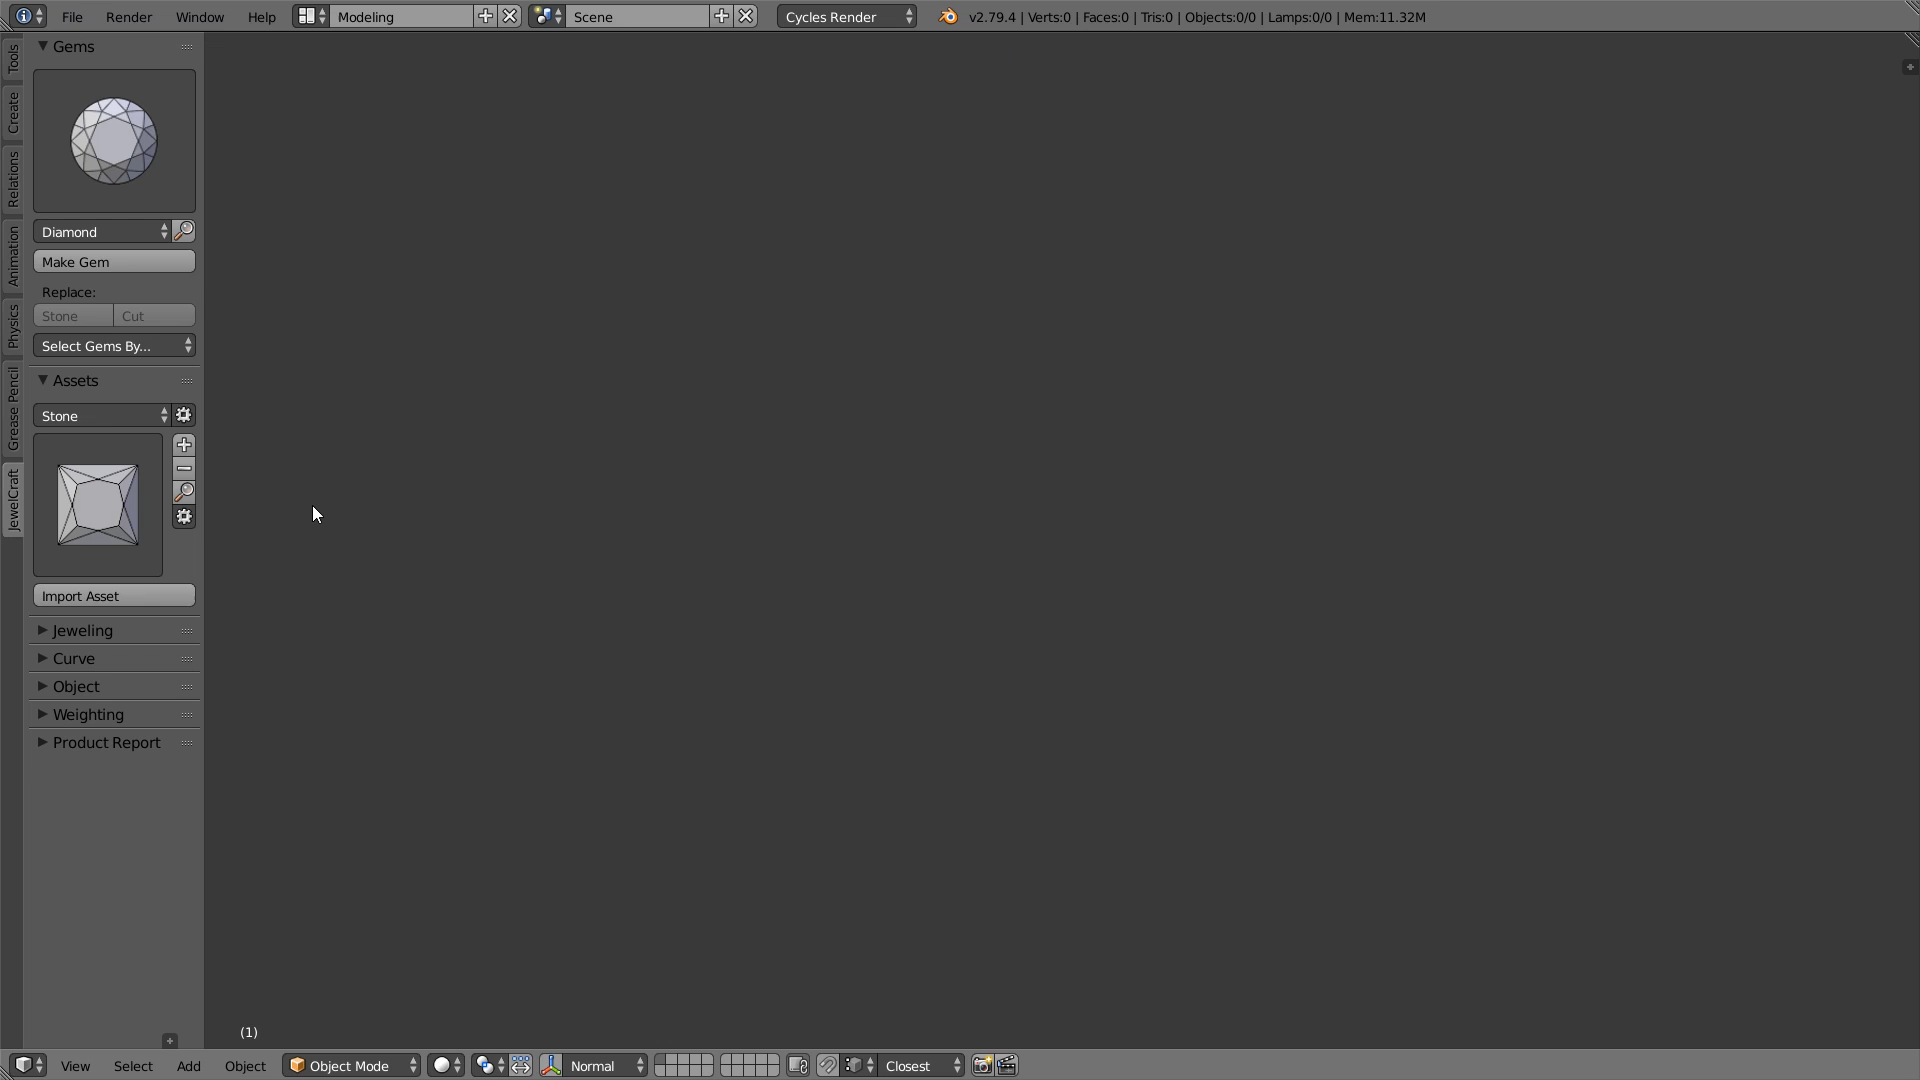 File Render Window Help Modeling Scene Cycles Render v2.79.4 | Verts:0 | Faces:0 | Tris:0 | Objects:0/0 | Lamps:0/0 | Mem:11.32M
Tools
Create
Relations
Animation
Physics
Grease Pencil
JewelCraft
Gems
Diamond
Make Gem
Replace:
Stone Cut
Select Gems By...
Assets
Stone
Import Asset
Jeweling
Curve
Object
Weighting
Product Report
(1)
View Select Add Object Object Mode Normal Closest